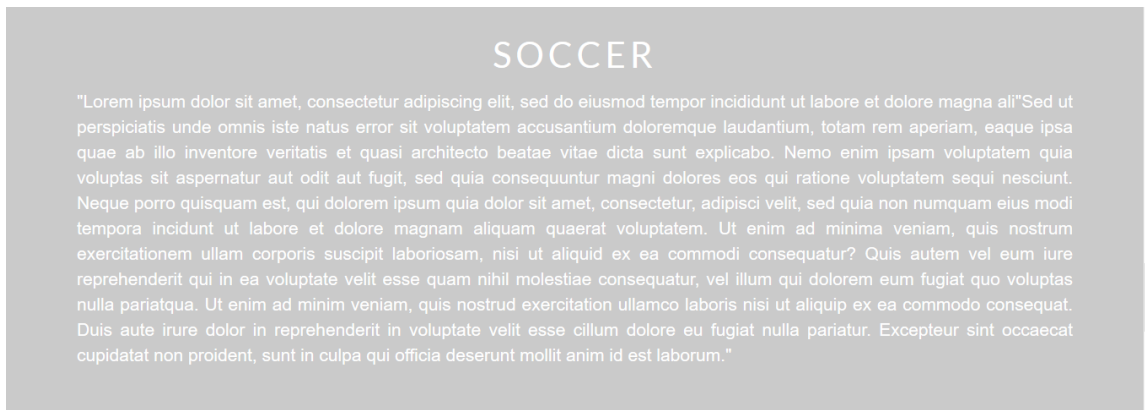 SOCCER
"Lorem ipsum dolor sit amet, consectetur adipiscing elit, sed do eiusmod tempor incididunt ut labore et dolore magna ali"Sed ut
perspiciatis unde omnis iste natus error sit voluptatem accusantium doloremque laudantium, totam rem aperiam, eaque ipsa
quae ab illo inventore veritatis et quasi architecto beatae vitae dicta sunt explicabo. Nemo enim ipsam voluptatem quia
voluptas sit aspernatur aut odit aut fugit, sed quia consequuntur magni dolores eos qui ratione voluptatem sequi nesciunt.
Neque porro quisquam est, qui dolorem ipsum quia dolor sit amet, consectetur, adipisci velit, sed quia non numquam eius modi
tempora incidunt ut labore et dolore magnam aliquam quaerat voluptatem. Ut enim ad minima veniam, quis nostrum
exercitationem ullam corporis suscipit laboriosam, nisi ut aliquid ex ea commodi consequatur? Quis autem vel eum iure
reprehenderit qui in ea voluptate velit esse quam nihil molestiae consequatur, vel illum qui dolorem eum fugiat quo voluptas
nulla pariatqua. Ut enim ad minim veniam, quis nostrud exercitation ullamco laboris nisi ut aliquip ex ea commodo consequat.
Duis aute irure dolor in reprehenderit in voluptate velit esse cillum dolore eu fugiat nulla pariatur. Excepteur sint occaecat
cupidatat non proident, sunt in culpa qui officia deserunt mollit anim id est laborum."